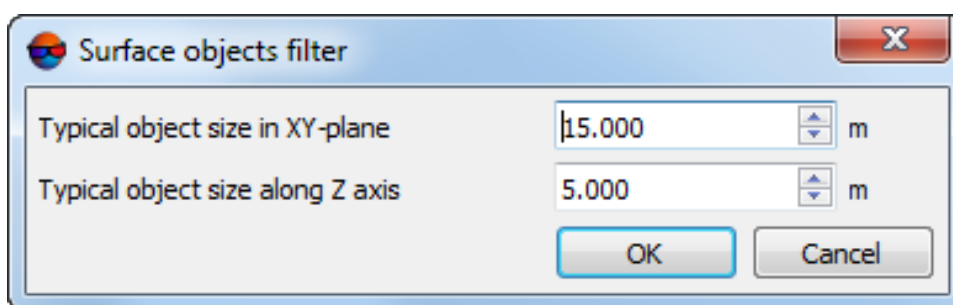 Surface objects filter
Typical object size in XY-plane 15.000 m
Typical object size along Z axis 5.000 m
OK Cancel